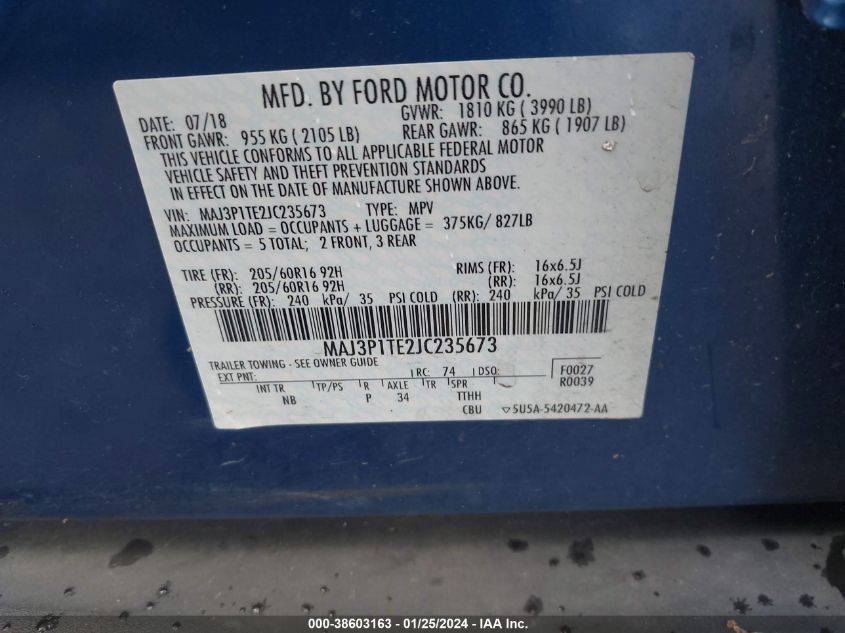 MFD. BY FORD MOTOR CO.
DATE: 07/18 GVWR: 1810 KG ( 3990 LB)
FRONT GAWR: 955 KG ( 2105 LB) REAR GAWR: 865 KG ( 1907 LB)
THIS VEHICLE CONFORMS TO ALL APPLICABLE FEDERAL MOTOR
VEHICLE SAFETY AND THEFT PREVENTION STANDARDS
IN EFFECT ON THE DATE OF MANUFACTURE SHOWN ABOVE.
VIN: MAJ3P1TE2JC235673 TYPE: MPV
MAXIMUM LOAD = OCCUPANTS + LUGGAGE = 375KG/ 827LB
OCCUPANTS = 5 TOTAL; 2 FRONT, 3 REAR
TIRE (FR): 205/60R16 92H RIMS (FR): 16x6.5J
(RR): 205/60R16 92H (RR): 16x6.5J
PRESSURE (FR): 240 kPa/ 35 PSI COLD (RR): 240 kPa/ 35 PSI COLD
MAJ3P1TE2JC235673
TRAILER TOWING - SEE OWNER GUIDE
EXT PNT: RC: 74 DSO: F0027
R0039
INT TR TP/PS R AXLE TR SPR
NB P 34 TTHH
CBU 5U5A-5420472-AA
000-38603163 - 01/25/2024 - IAA Inc.